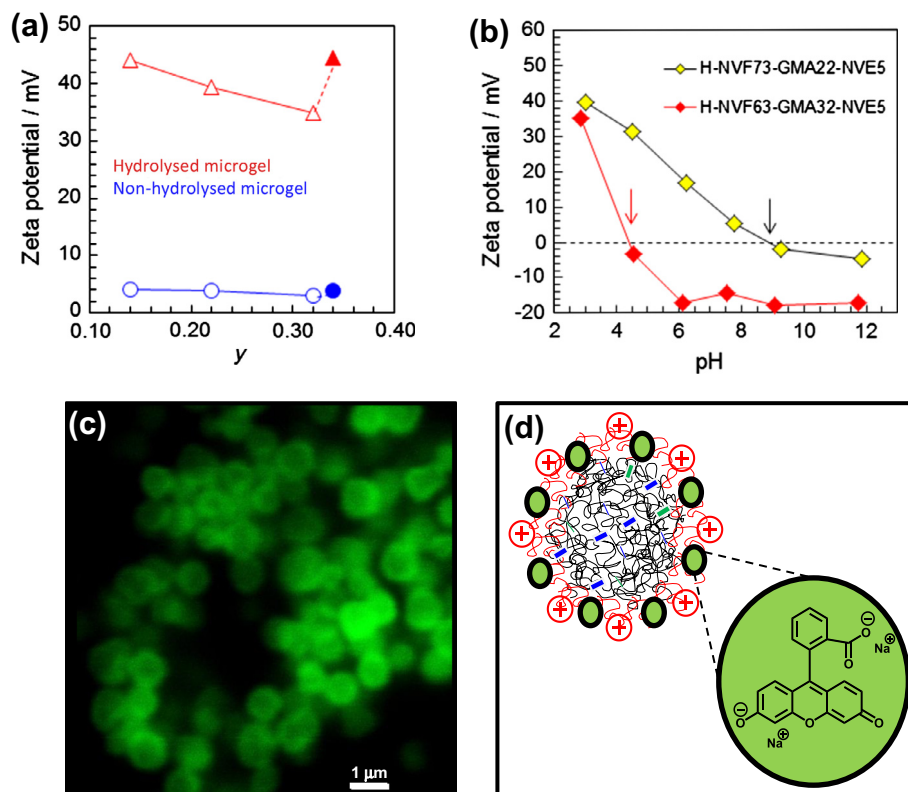 (a)
Zeta potential / mV
50
40
30
20
10
0
0.10
0.20
0.30
0.40
y
Hydrolysed microgel
Non-hydrolysed microgel
(b)
Zeta potential / mV
60
50
40
30
20
10
0
-10
-20
2
4
6
8
10
12
pH
H-NVF73-GMA22-NVE5
H-NVF63-GMA32-NVE5
(c)
1 μm
(d)
+
+
+
+
+
+
+
+
⊖
O
Na⊕
O
⊖
O
O
O
Na⊕